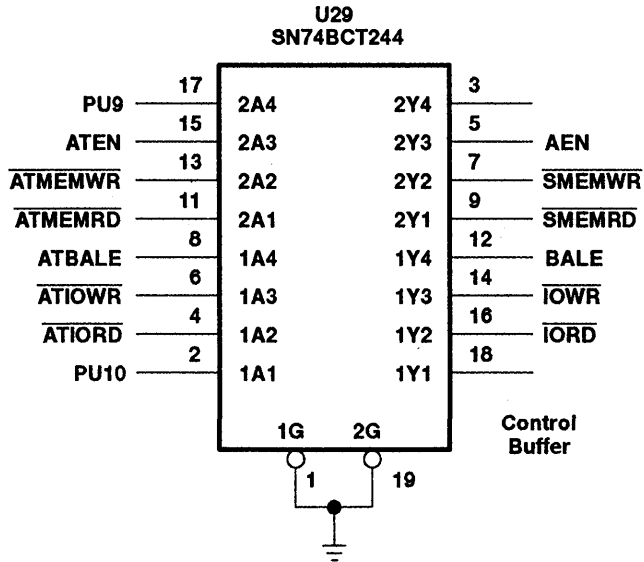 U29
SN74BCT244
PU9 17 2A4 2Y4 3
ATEN 15 2A3 2Y3 5 AEN
ATMEMWR 13 2A2 2Y2 7 SMEMWR
ATMEMRD 11 2A1 2Y1 9 SMEMRD
ATBALE 8 1A4 1Y4 12 BALE
ATIOWR 6 1A3 1Y3 14 IOWR
ATIORD 4 1A2 1Y2 16 IORD
PU10 2 1A1 1Y1 18
1G 2G
1 19
Control
Buffer